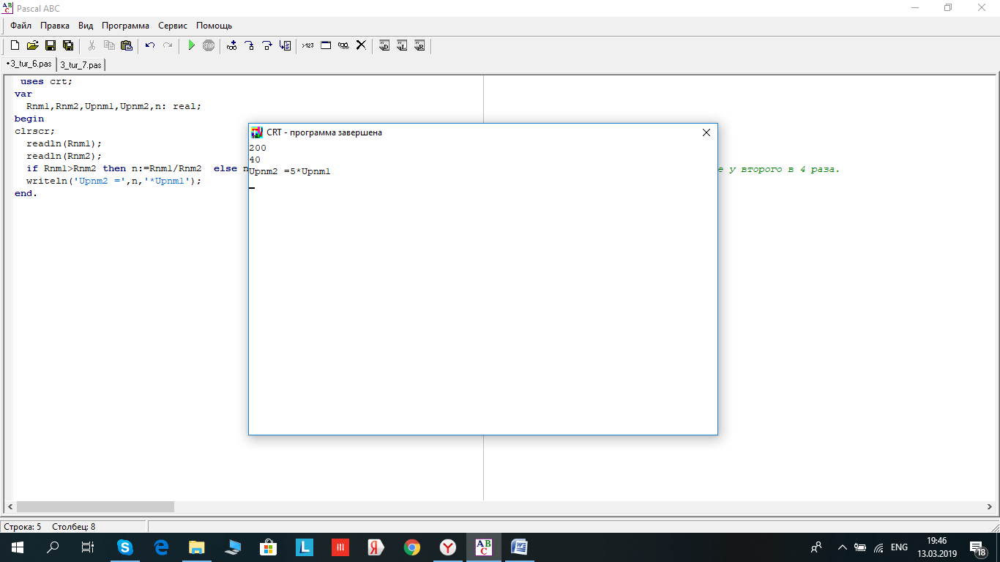 Pascal ABC
Файл Правка Вид Программа Сервис Помощь
•3_tur_6.pas 3_tur_7.pas
uses crt;
var
Rnm1,Rnm2,Upnm1,Upnm2,n: real;
begin
clrscr;
readln(Rnm1);
readln(Rnm2);
if Rnm1>Rnm2 then n:=Rnm1/Rnm2 else n
е у второго в 4 раза.
writeln('Upnm2 =',n,'*Upnm1');
end.
CRT - программа завершена
200
40
Upnm2 =5*Upnm1
Строка: 5 Столбец: 8
ENG
19:46
13.03.2019
18